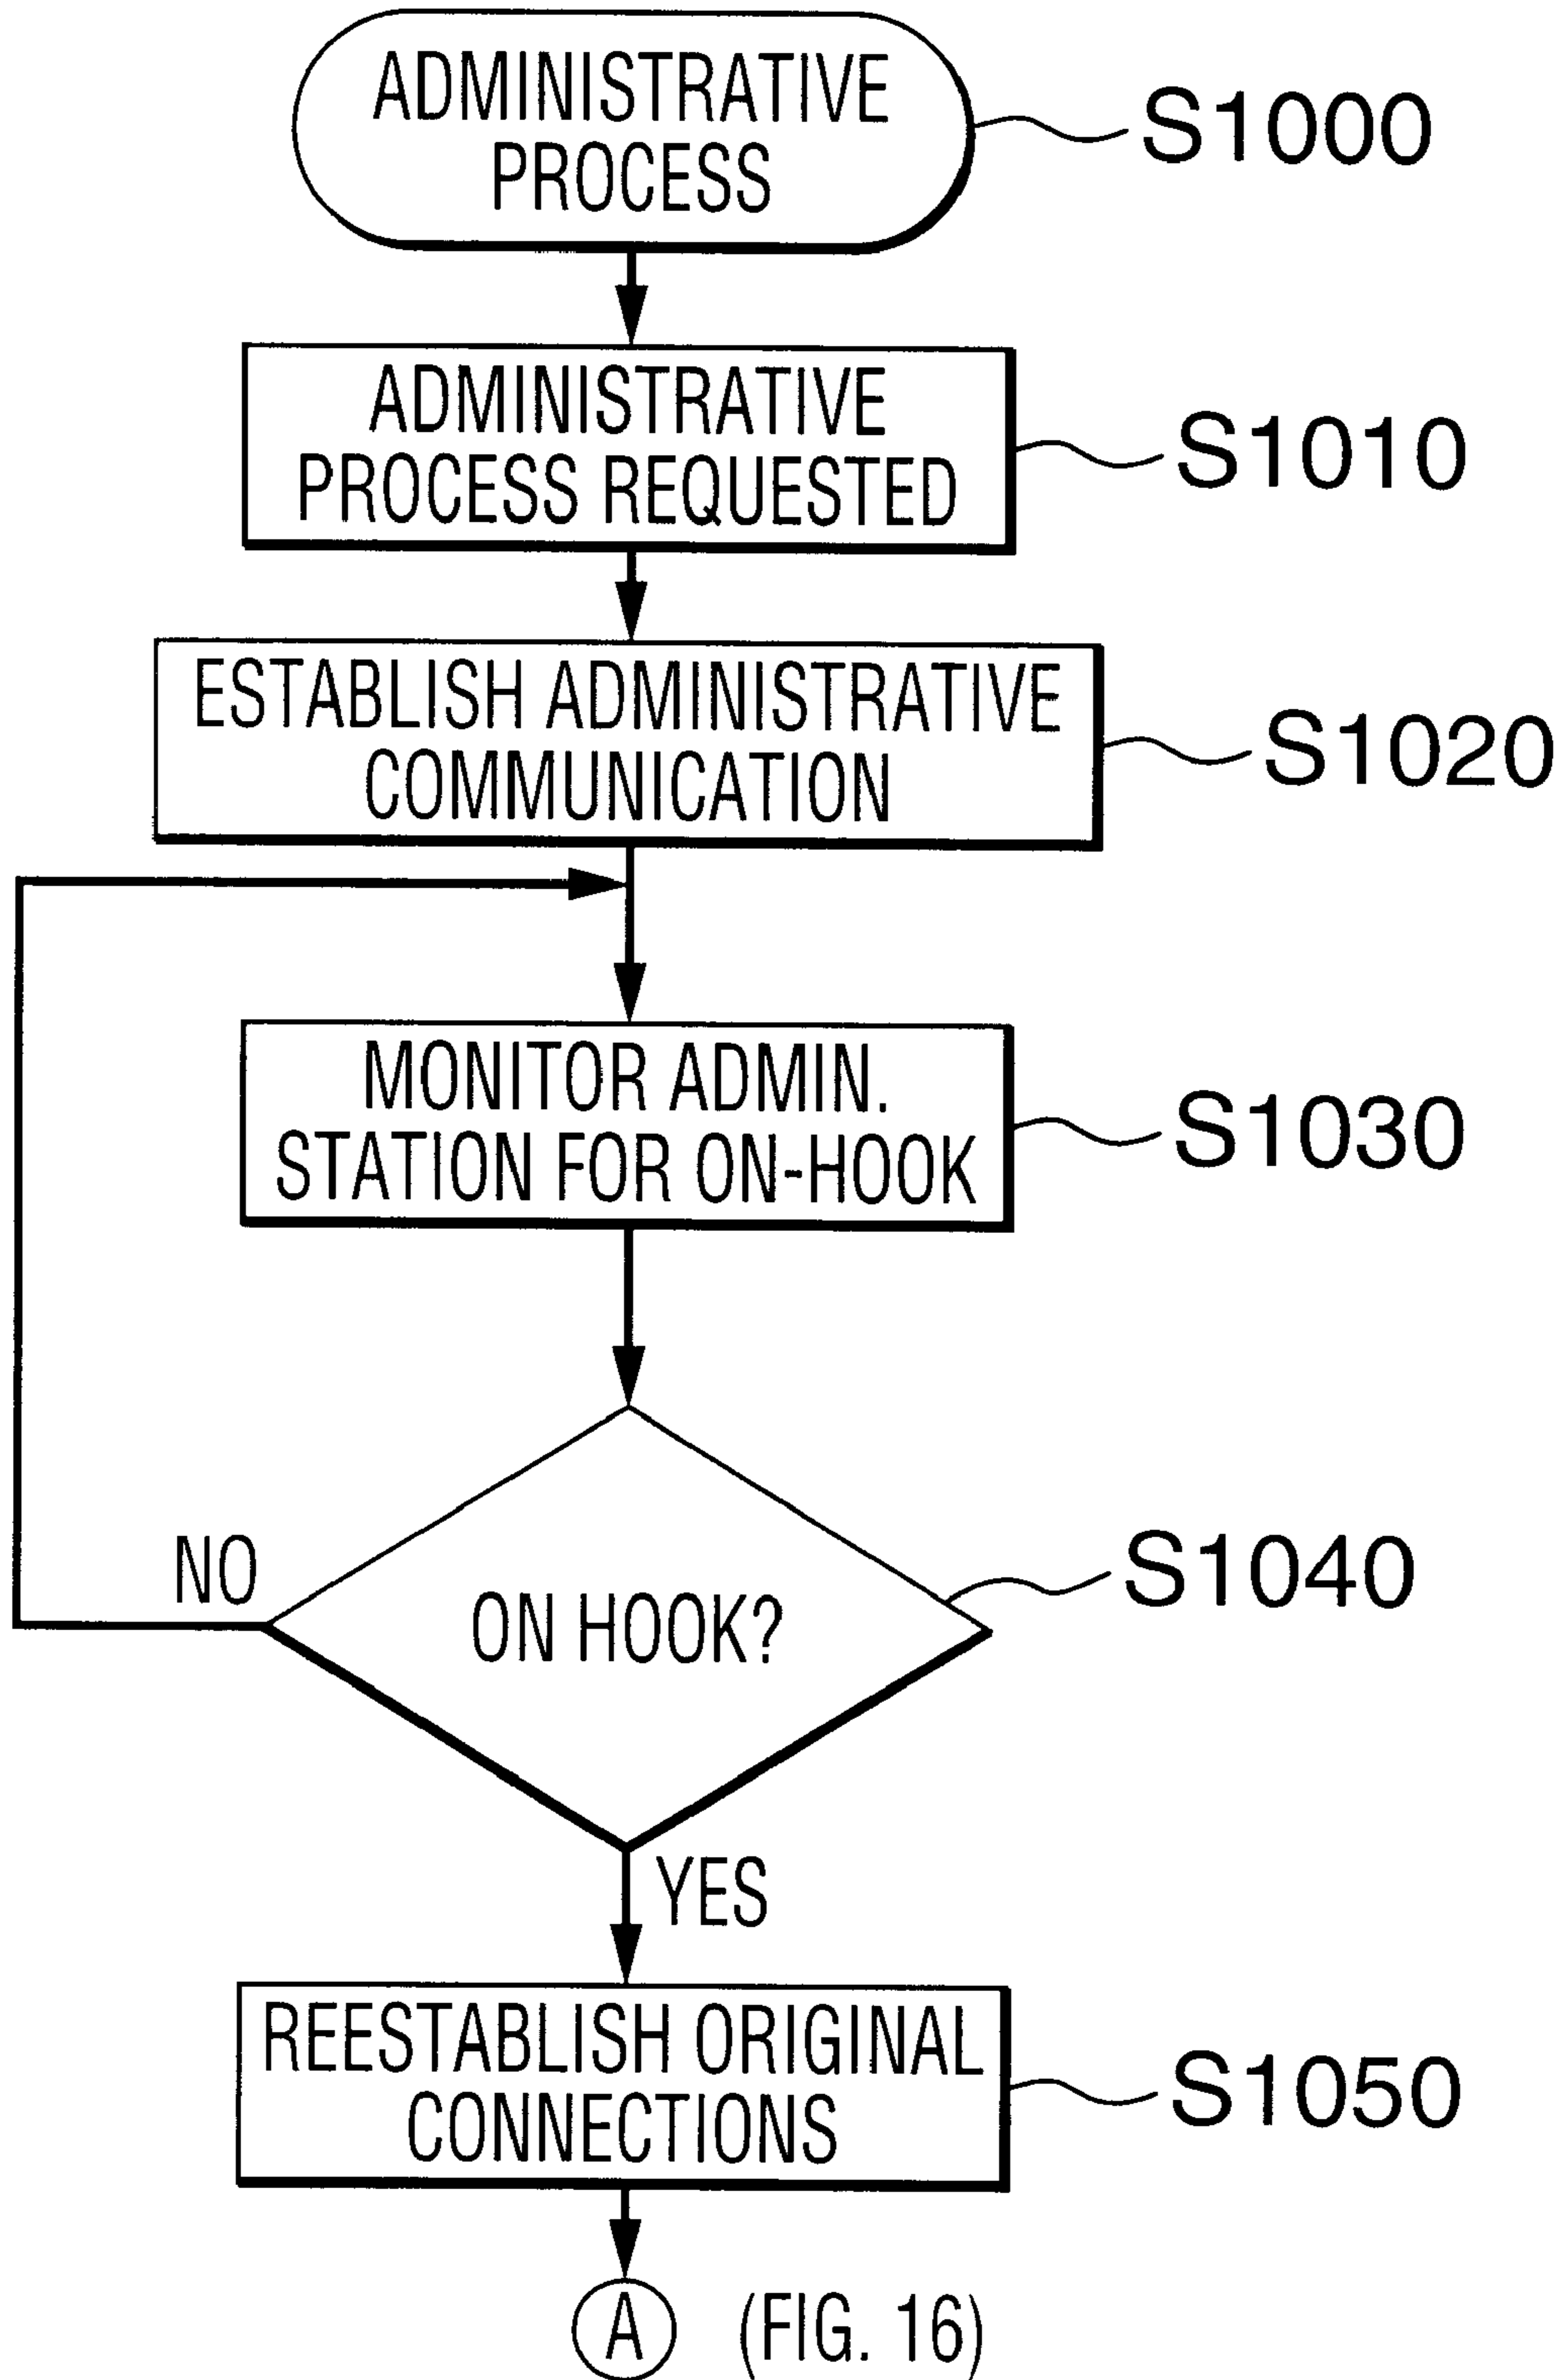 ADMINISTRATIVE
PROCESS
S1000
ADMINISTRATIVE
PROCESS REQUESTED
S1010
ESTABLISH ADMINISTRATIVE
COMMUNICATION
S1020
MONITOR ADMIN.
STATION FOR ON-HOOK
S1030
NO
ON HOOK?
S1040
YES
REESTABLISH ORIGINAL
CONNECTIONS
S1050
A (FIG. 16)